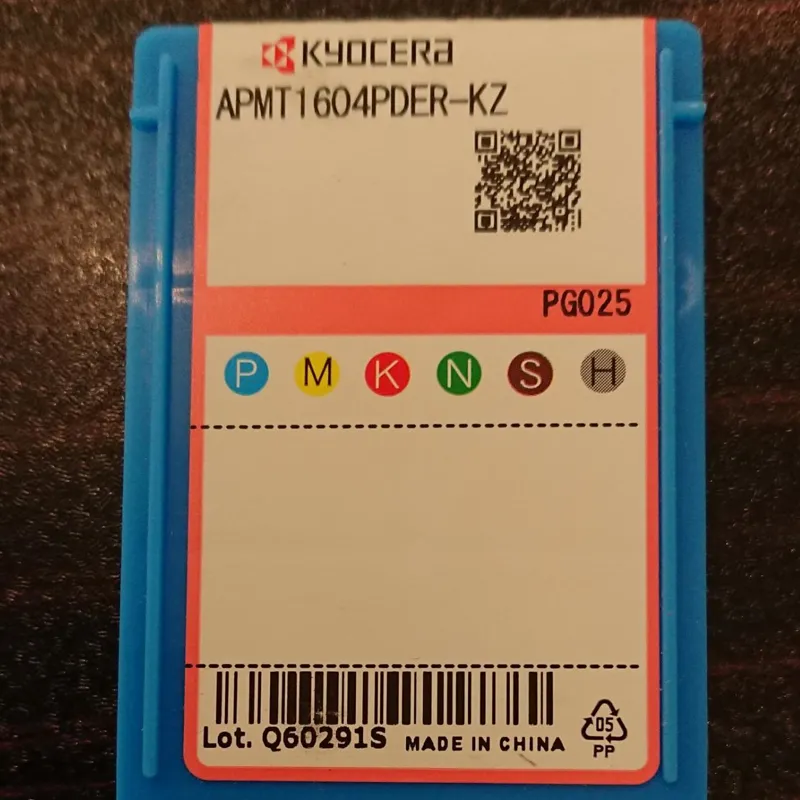 KYOCERA
APMT1604PDER-KZ
PG025
P M K N S H
Lot. Q60291S MADE IN CHINA
05
PP